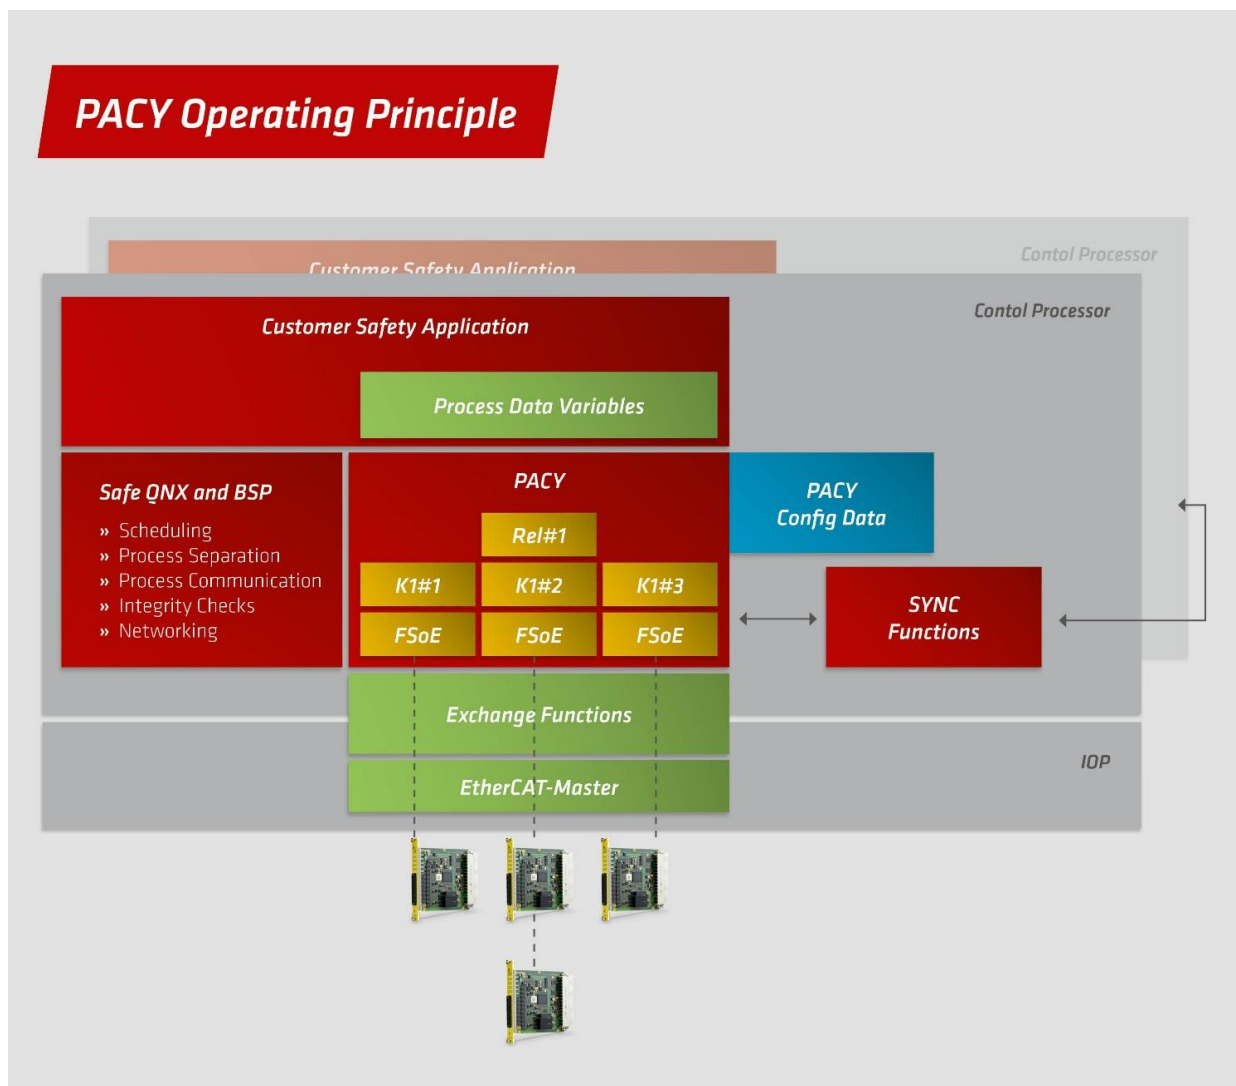 PACY Operating Principle
Customer Safety Application
Contol Processor
Customer Safety Application
Contol Processor
Process Data Variables
Safe QNX and BSP
» Scheduling
» Process Separation
» Process Communication
» Integrity Checks
» Networking
PACY
Rel#1
K1#1
K1#2
K1#3
FSoE
FSoE
FSoE
PACY
Config Data
SYNC
Functions
Exchange Functions
EtherCAT-Master
IOP